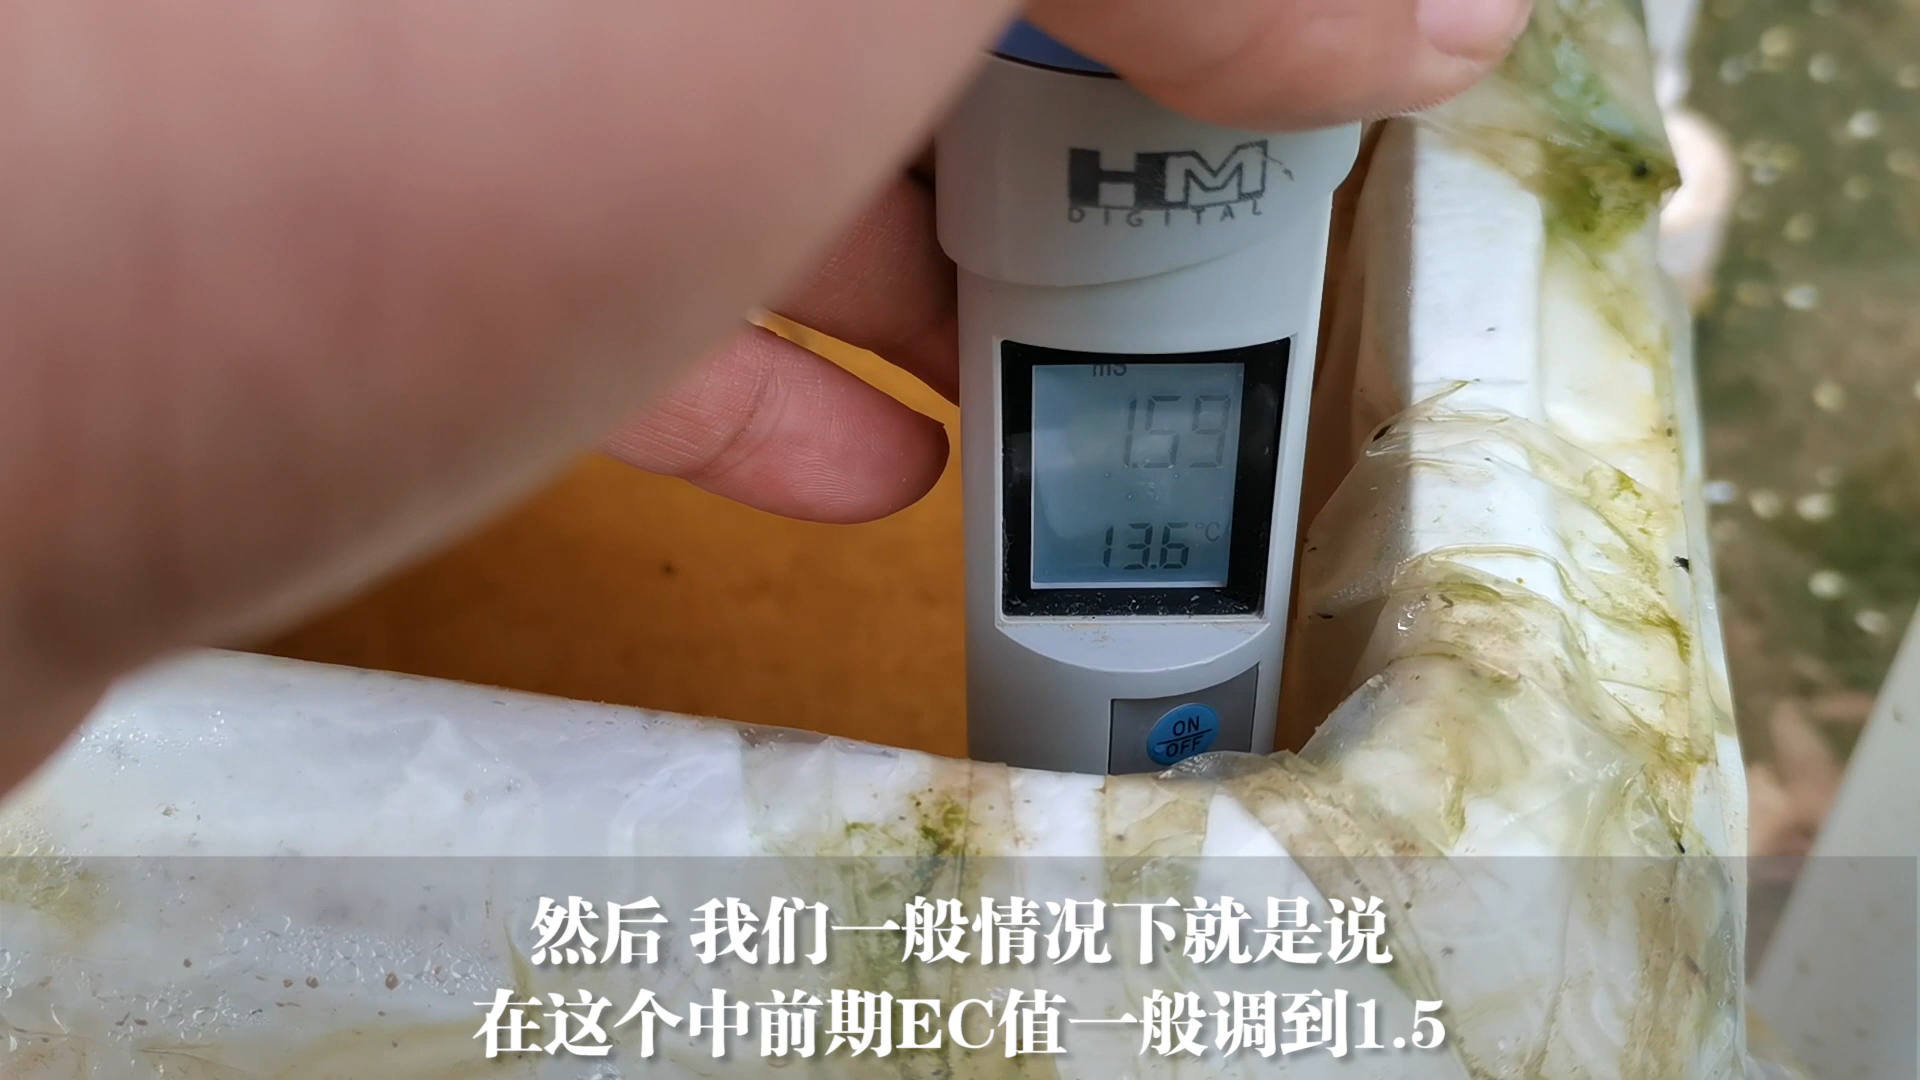 HM
DIGITAL
mS
1.59
13.6°C
ON
OFF
然后 我们一般情况下就是说
在这个中前期EC值一般调到1.5